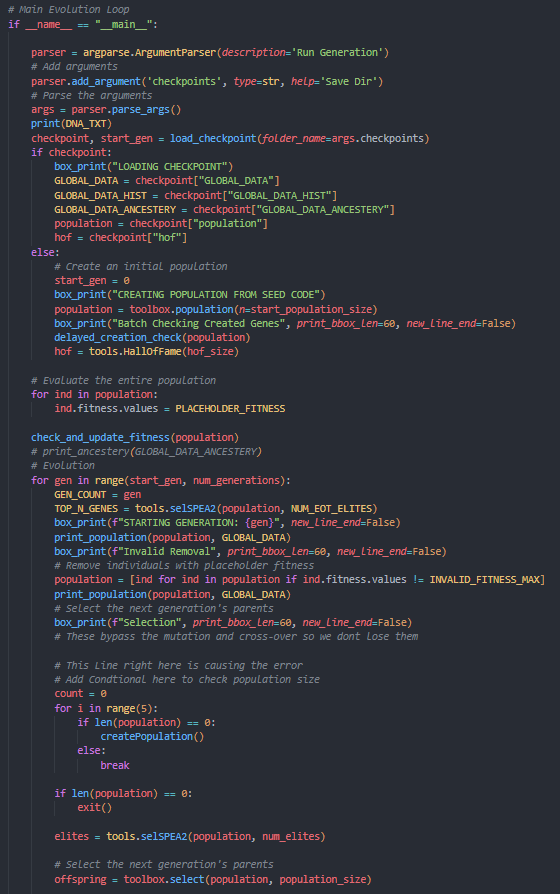 # Main Evolution Loop
if __name__ == "__main__":
    parser = argparse.ArgumentParser(description='Run Generation')
    # Add arguments
    parser.add_argument('checkpoints', type=str, help='Save Dir')
    # Parse the arguments
    args = parser.parse_args()
    print(DNA_TXT)
    checkpoint, start_gen = load_checkpoint(folder_name=args.checkpoints)
    if checkpoint:
        box_print("LOADING CHECKPOINT")
        GLOBAL_DATA = checkpoint["GLOBAL_DATA"]
        GLOBAL_DATA_HIST = checkpoint["GLOBAL_DATA_HIST"]
        GLOBAL_DATA_ANCESTERY = checkpoint["GLOBAL_DATA_ANCESTERY"]
        population = checkpoint["population"]
        hof = checkpoint["hof"]
    else:
        # Create an initial population
        start_gen = 0
        box_print("CREATING POPULATION FROM SEED CODE")
        population = toolbox.population(n=start_population_size)
        box_print("Batch Checking Created Genes", print_bbox_len=60, new_line_end=False)
        delayed_creation_check(population)
        hof = tools.HallOfFame(hof_size)
    # Evaluate the entire population
    for ind in population:
        ind.fitness.values = PLACEHOLDER_FITNESS
    check_and_update_fitness(population)
    # print_ancestery(GLOBAL_DATA_ANCESTERY)
    # Evolution
    for gen in range(start_gen, num_generations):
        GEN_COUNT = gen
        TOP_N_GENES = tools.selSPEA2(population, NUM_EOT_ELITES)
        box_print(f"STARTING GENERATION: {gen}", new_line_end=False)
        print_population(population, GLOBAL_DATA)
        box_print(f"Invalid Removal", print_bbox_len=60, new_line_end=False)
        # Remove individuals with placeholder fitness
        population = [ind for ind in population if ind.fitness.values != INVALID_FITNESS_MAX]
        print_population(population, GLOBAL_DATA)
        # Select the next generation's parents
        box_print(f"Selection", print_bbox_len=60, new_line_end=False)
        # These bypass the mutation and cross-over so we dont lose them
        # This Line right here is causing the error
        # Add Condtional here to check population size
        count = 0
        for i in range(5):
            if len(population) == 0:
                createPopulation()
            else:
                break
        if len(population) == 0:
            exit()
        elites = tools.selSPEA2(population, num_elites)
        # Select the next generation's parents
        offspring = toolbox.select(population, population_size)